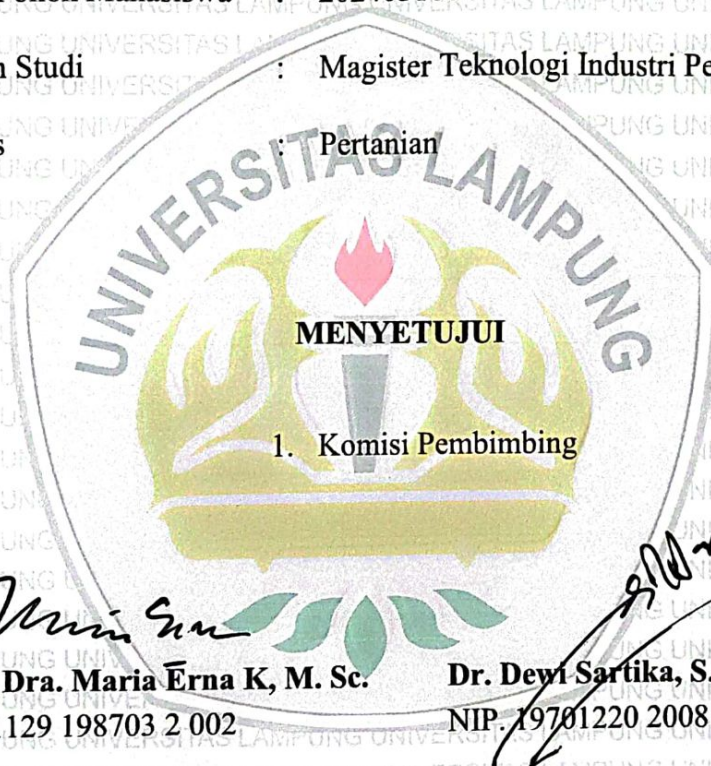 Mahasiswa :
Studi : Magister Teknologi Industri
: Pertanian
UNIVERSITAS LAMPUNG
MENYETUJUI
1. Komisi Pembimbing
Dra. Maria Erna K, M. Sc. Dr. Dewi Sartika, S.
129 198703 2 002 NIP. 19701220 2008